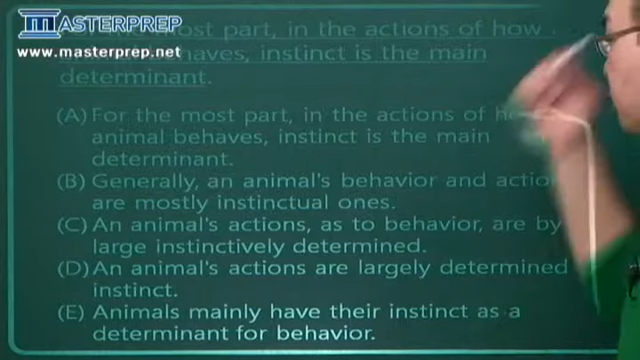 MASTERPREP
www.masterprep.net
most part, in the actions of how
behaves, instinct is the main
determinant.
(A) For the most part, in the actions of
animal behaves, instinct is the main
determinant.
(B) Generally, an animal's behavior and
are mostly instinctual ones.
(C) An animal's actions, as to behavior, are by
large instinctively determined.
(D) An animal's actions are largely determined
instinct.
(E) Animals mainly have their instinct as a
determinant for behavior.